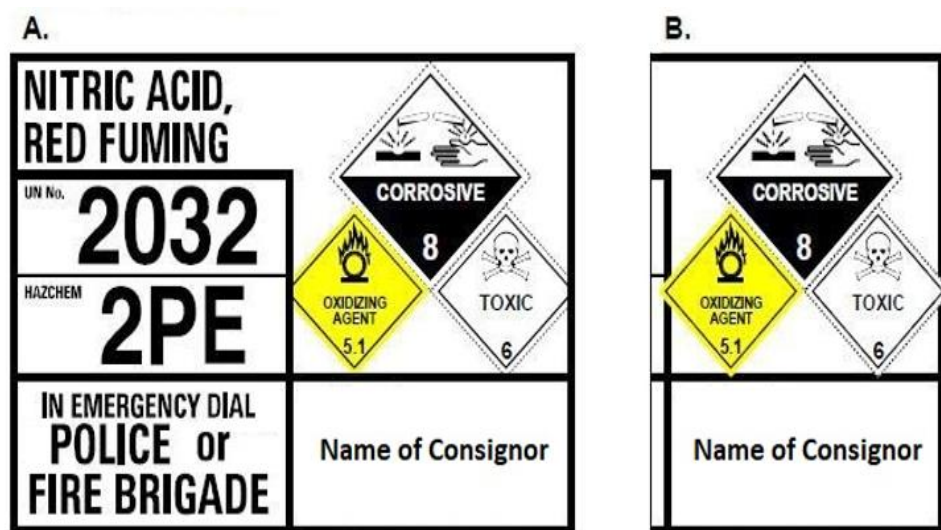 A.
NITRIC ACID,
RED FUMING
UN No.
2032
HAZCHEM
2PE
IN EMERGENCY DIAL
POLICE or
FIRE BRIGADE
CORROSIVE
8
OXIDIZING
AGENT
5.1
TOXIC
6
Name of Consignor
B.
CORROSIVE
8
OXIDIZING
AGENT
5.1
TOXIC
6
Name of Consignor